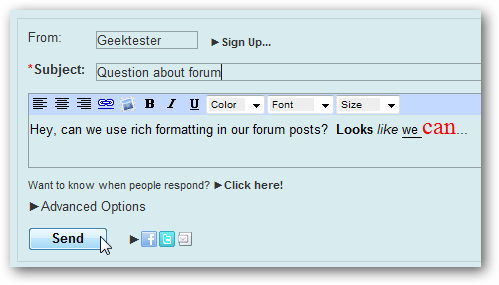 From: Geektester ►Sign Up...
*Subject: Question about forum
B I U Color Font Size
Hey, can we use rich formatting in our forum posts? Looks like we can...
Want to know when people respond? ►Click here!
►Advanced Options
Send ►